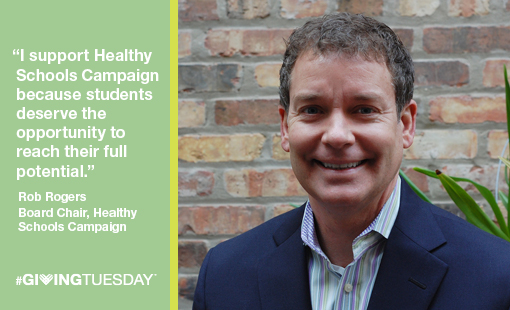 “I support Healthy
Schools Campaign
because students
deserve the
opportunity to
reach their full
potential.”
Rob Rogers
Board Chair, Healthy
Schools Campaign
#GIVINGTUESDAY™